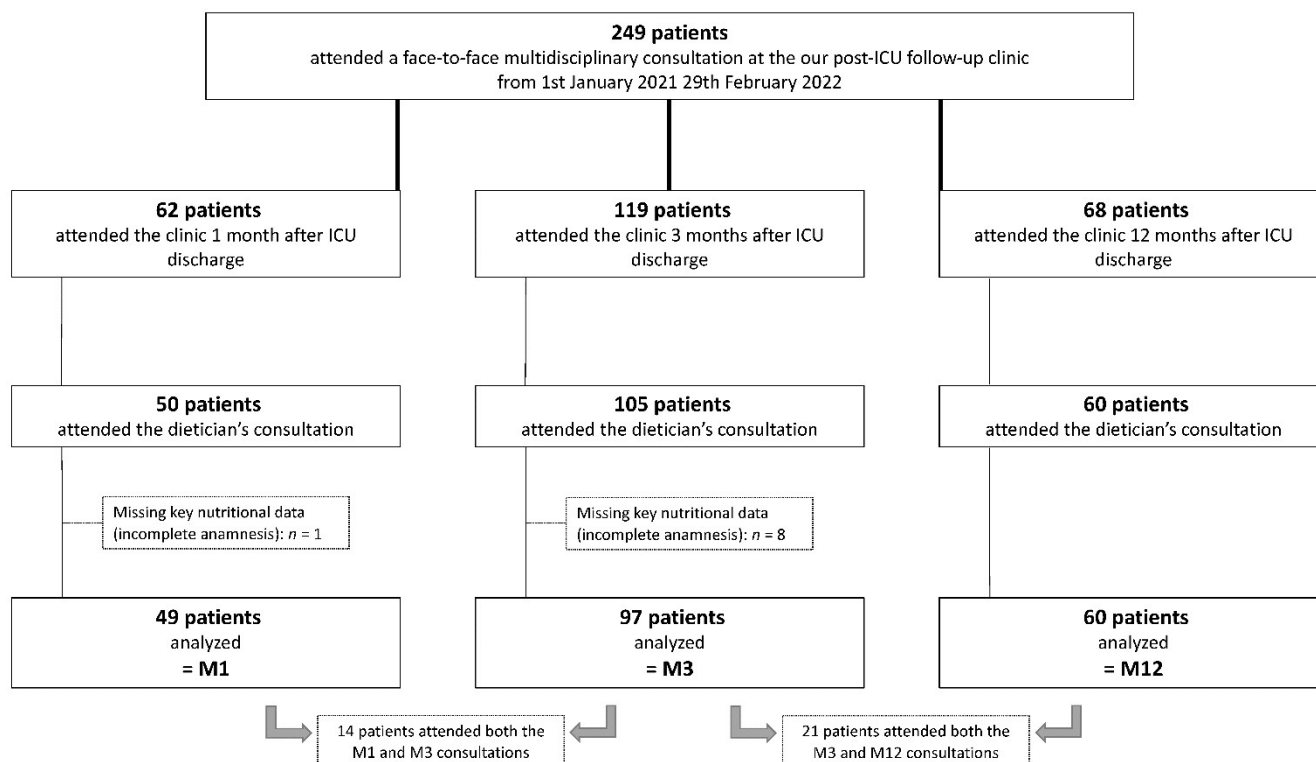 249 patients
attended a face-to-face multidisciplinary consultation at the our post-ICU follow-up clinic
from 1st January 2021 29th February 2022
62 patients
attended the clinic 1 month after ICU
discharge
119 patients
attended the clinic 3 months after ICU
discharge
68 patients
attended the clinic 12 months after ICU
discharge
50 patients
attended the dietician's consultation
105 patients
attended the dietician's consultation
60 patients
attended the dietician's consultation
Missing key nutritional data
(incomplete anamnesis): n = 1
Missing key nutritional data
(incomplete anamnesis): n = 8
49 patients
analyzed
= M1
97 patients
analyzed
= M3
60 patients
analyzed
= M12
14 patients attended both the
M1 and M3 consultations
21 patients attended both the
M3 and M12 consultations